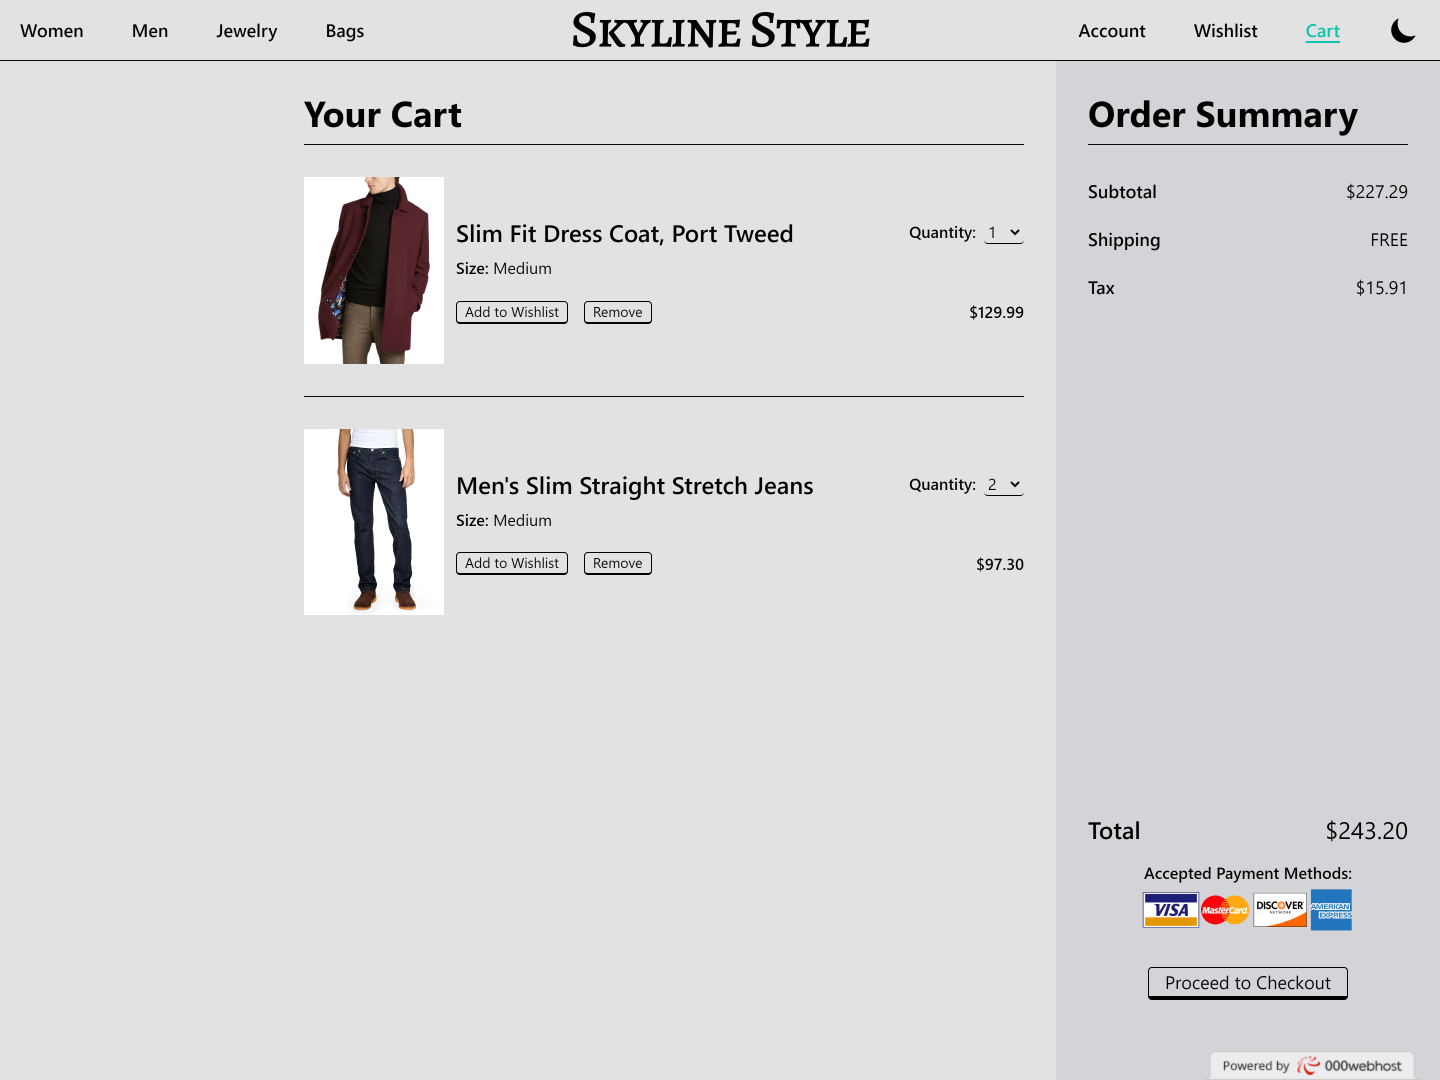 Women Men Jewelry Bags SKYLINE STYLE Account Wishlist Cart
Your Cart
Slim Fit Dress Coat, Port Tweed Quantity: 1
Size: Medium
Add to Wishlist Remove $129.99
Men's Slim Straight Stretch Jeans Quantity: 2
Size: Medium
Add to Wishlist Remove $97.30
Order Summary
Subtotal $227.29
Shipping FREE
Tax $15.91
Total $243.20
Accepted Payment Methods:
VISA MasterCard DISCOVER NETWORK AMERICAN EXPRESS
Proceed to Checkout
Powered by 000webhost